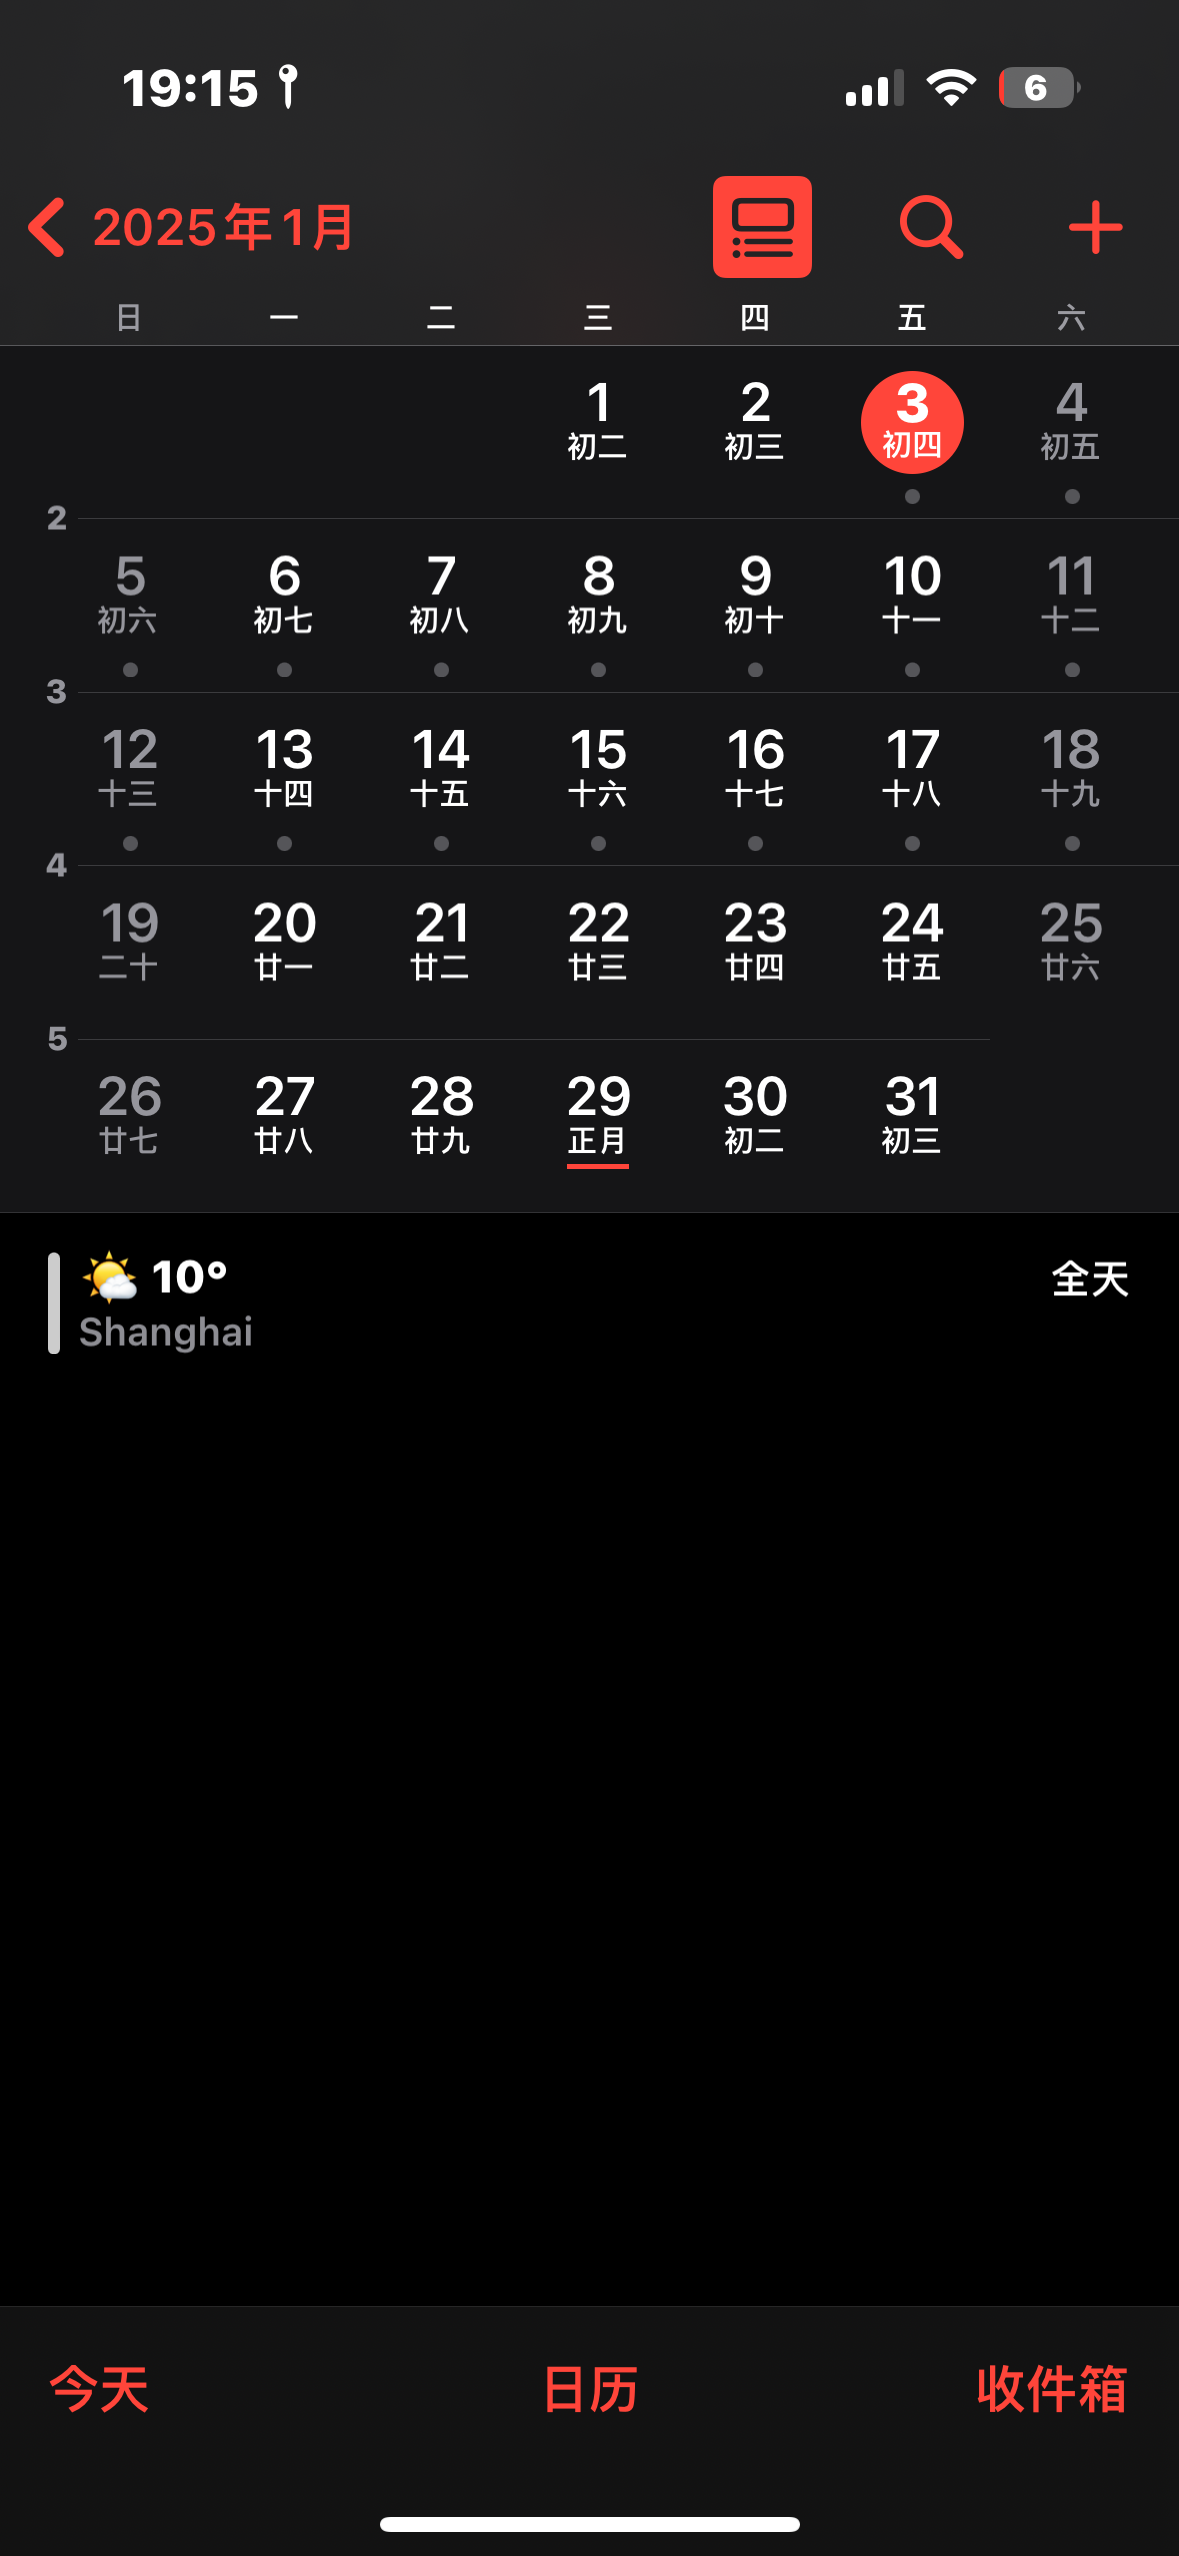 19:15 6
2025年1月
日 一 二 三 四 五 六
1 2 3 4
初二 初三 初四 初五
2
5 6 7 8 9 10 11
初六 初七 初八 初九 初十 十一 十二
3
12 13 14 15 16 17 18
十三 十四 十五 十六 十七 十八 十九
4
19 20 21 22 23 24 25
二十 廿一 廿二 廿三 廿四 廿五 廿六
5
26 27 28 29 30 31
廿七 廿八 廿九 正月 初二 初三
10° 全天
Shanghai
今天 日历 收件箱